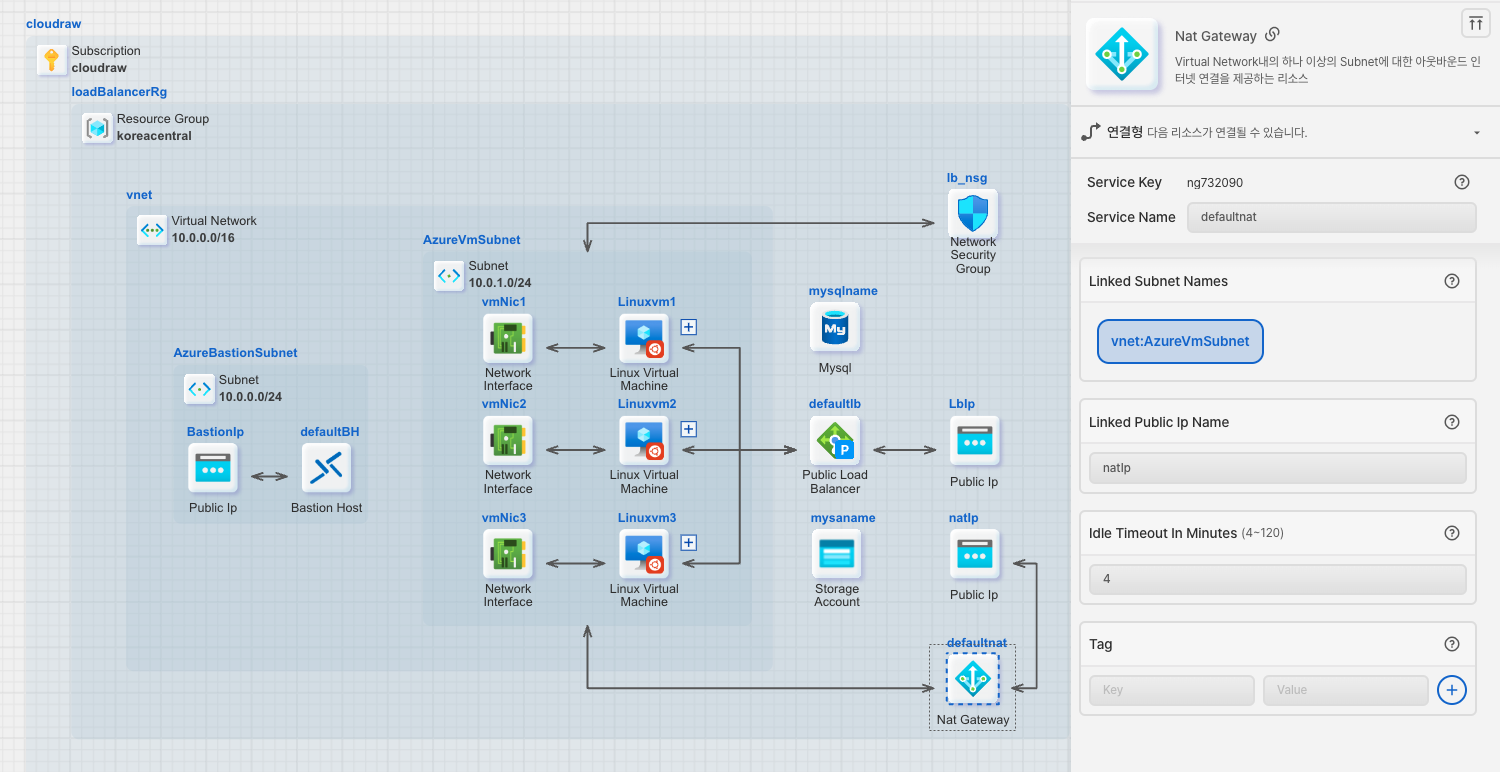 cloudraw
Subscription
cloudraw
loadBalancerRg
Resource Group
koreacentral
vnet
Virtual Network
10.0.0.0/16
lb_nsg
Network
Security
Group
AzureVmSubnet
Subnet
10.0.1.0/24
vmNic1
Network
Interface
Linuxvm1
Linux Virtual
Machine
mysqlname
My
Mysql
AzureBastionSubnet
Subnet
10.0.0.0/24
BastionIp
Public Ip
defaultBH
Bastion Host
vmNic2
Network
Interface
Linuxvm2
Linux Virtual
Machine
defaultlb
P
Public Load
Balancer
LbIp
Public Ip
vmNic3
Network
Interface
Linuxvm3
Linux Virtual
Machine
mysaname
Storage
Account
natIp
Public Ip
defaultnat
Nat Gateway
Nat Gateway
Virtual Network내의 하나 이상의 Subnet에 대한 아웃바운드 인
터넷 연결을 제공하는 리소스
연결형 다음 리소스가 연결될 수 있습니다.
Service Key ng732090
Service Name defaultnat
Linked Subnet Names
vnet:AzureVmSubnet
Linked Public Ip Name
natIp
Idle Timeout In Minutes (4~120)
4
Tag
Key Value